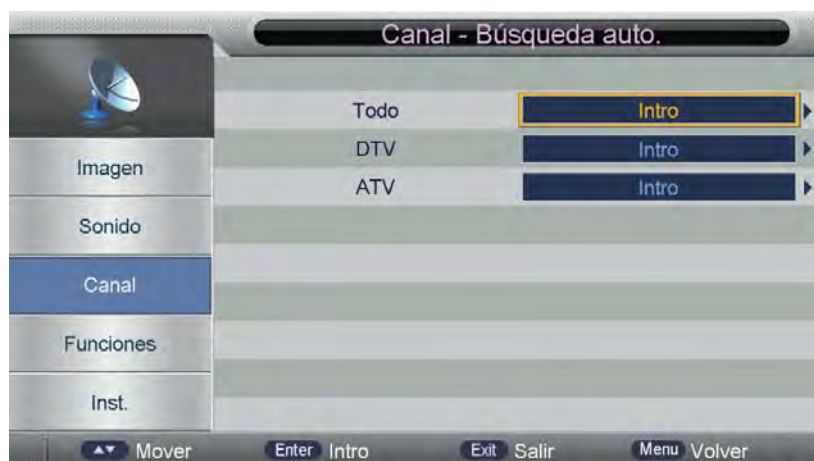 Canal - Búsqueda auto.
Todo Intro
DTV Intro
ATV Intro
Imagen
Sonido
Canal
Funciones
Inst.
Mover Enter Intro Exit Salir Menu Volver